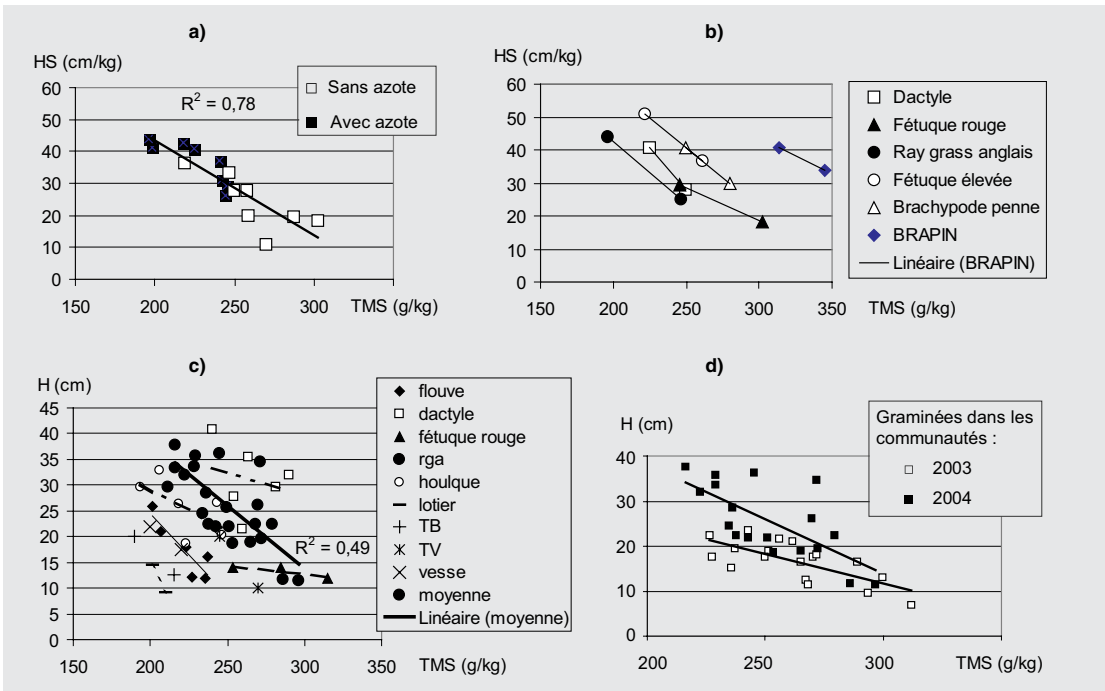 a)
HS (cm/kg)
60
50
40
30
20
10
0
150 200 250 300 TMS (g/kg)
R² = 0,78
Sans azote
Avec azote
b)
HS (cm/kg)
60
50
40
30
20
10
0
150 200 250 300 350 TMS (g/kg)
Dactyle
Fétuque rouge
Ray grass anglais
Fétuque élevée
Brachypode penne
BRAPIN
Linéaire (BRAPIN)
c)
H (cm)
45
40
35
30
25
20
15
10
5
0
150 200 250 300 350 TMS (g/kg)
R² = 0,49
flouve
dactyle
fétuque rouge
rga
houlque
lotier
TB
TV
vesse
moyenne
Linéaire (moyenne)
d)
H (cm)
40
30
20
10
0
200 250 300 TMS (g/kg)
Graminées dans les
communautés :
2003
2004